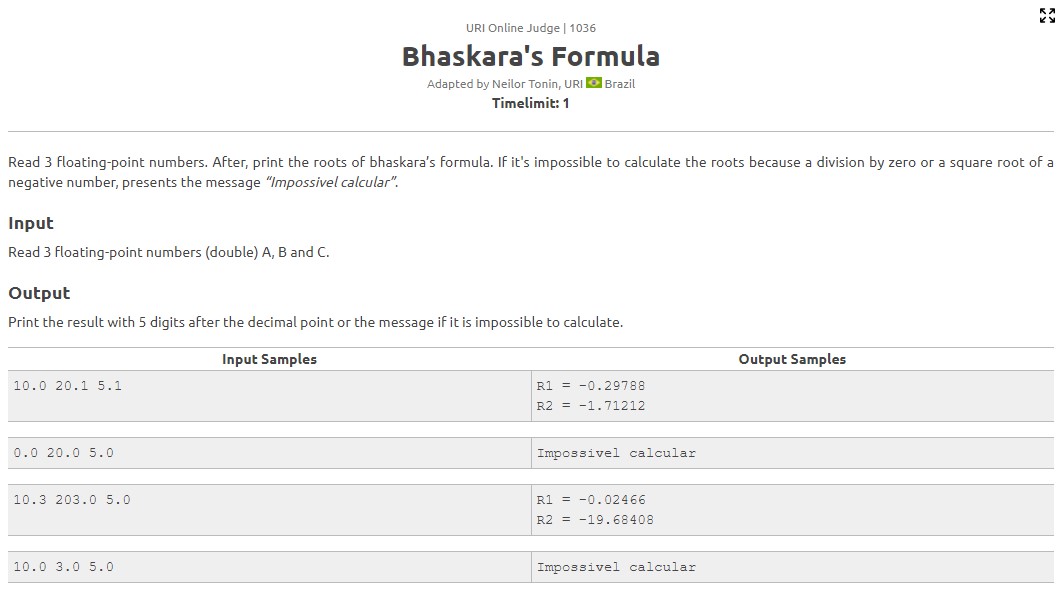 URI Online Judge | 1036
Bhaskara's Formula
Adapted by Neilor Tonin, URI Brazil
Timelimit: 1
Read 3 floating-point numbers. After, print the roots of bhaskara’s formula. If it's impossible to calculate the roots because a division by zero or a square root of a
negative number, presents the message “Impossivel calcular”.
Input
Read 3 floating-point numbers (double) A, B and C.
Output
Print the result with 5 digits after the decimal point or the message if it is impossible to calculate.
Input Samples Output Samples
10.0 20.1 5.1 R1 = -0.29788
R2 = -1.71212
0.0 20.0 5.0 Impossivel calcular
10.3 203.0 5.0 R1 = -0.02466
R2 = -19.68408
10.0 3.0 5.0 Impossivel calcular